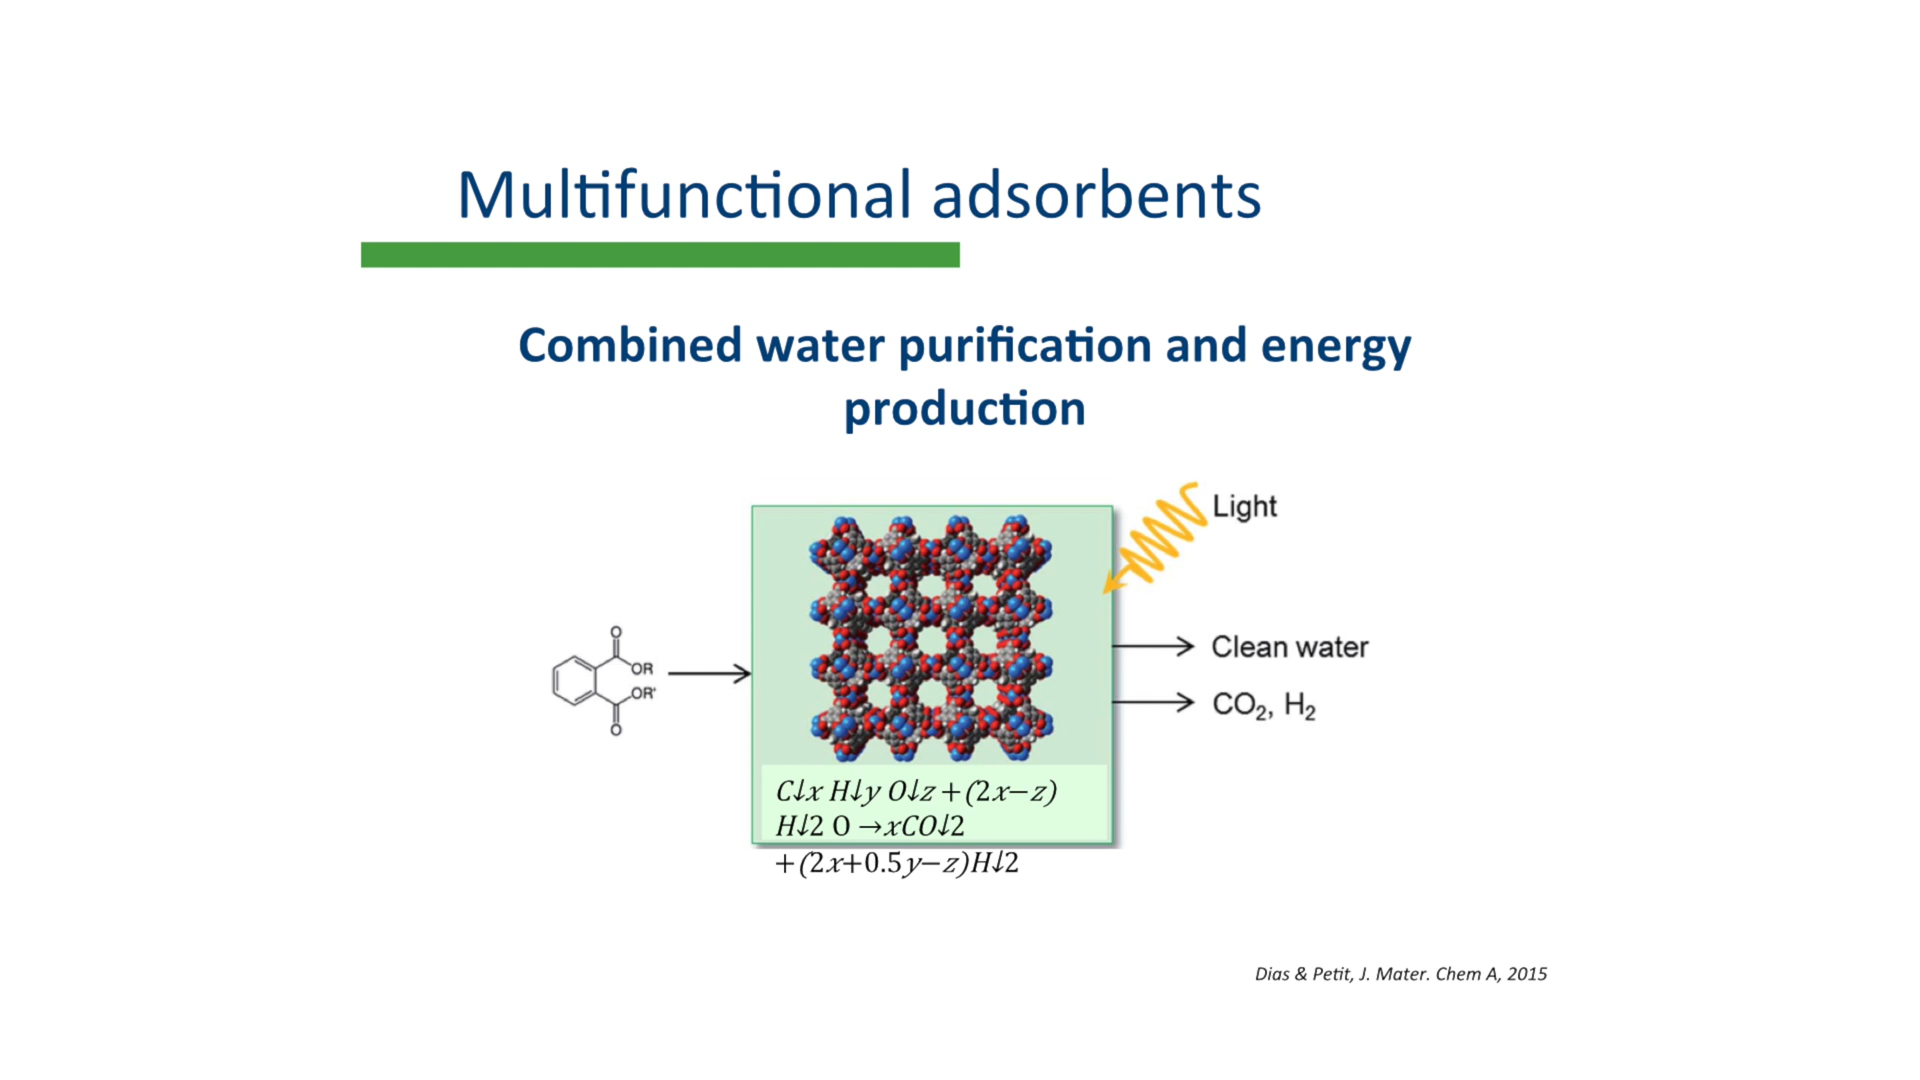 Multifunctional adsorbents
Combined water purification and energy
production
Light
O
OR
OR'
O
Clean water
CO₂, H₂
C↓x H↓y O↓z +(2x−z)
H↓2 O →xCO↓2
+(2x+0.5y−z)H↓2
Dias & Petit, J. Mater. Chem A, 2015